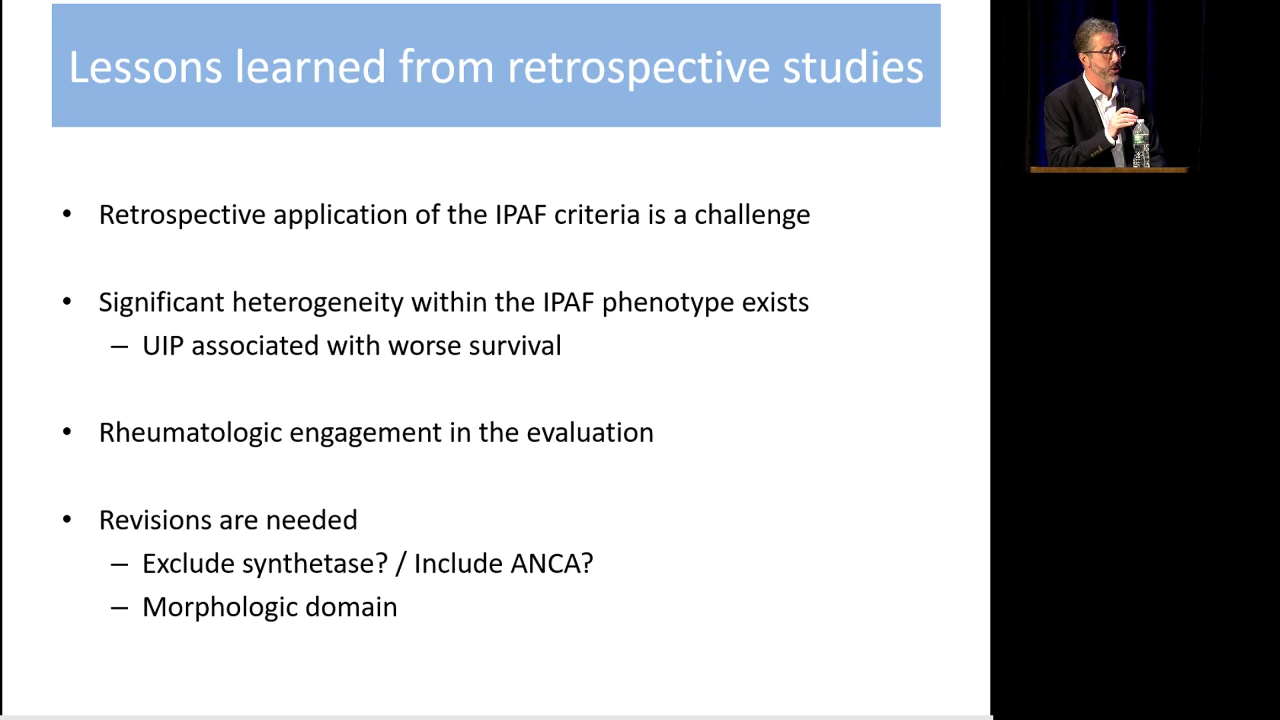 Lessons learned from retrospective studies
• Retrospective application of the IPAF criteria is a challenge
• Significant heterogeneity within the IPAF phenotype exists
– UIP associated with worse survival
• Rheumatologic engagement in the evaluation
• Revisions are needed
– Exclude synthetase? / Include ANCA?
– Morphologic domain